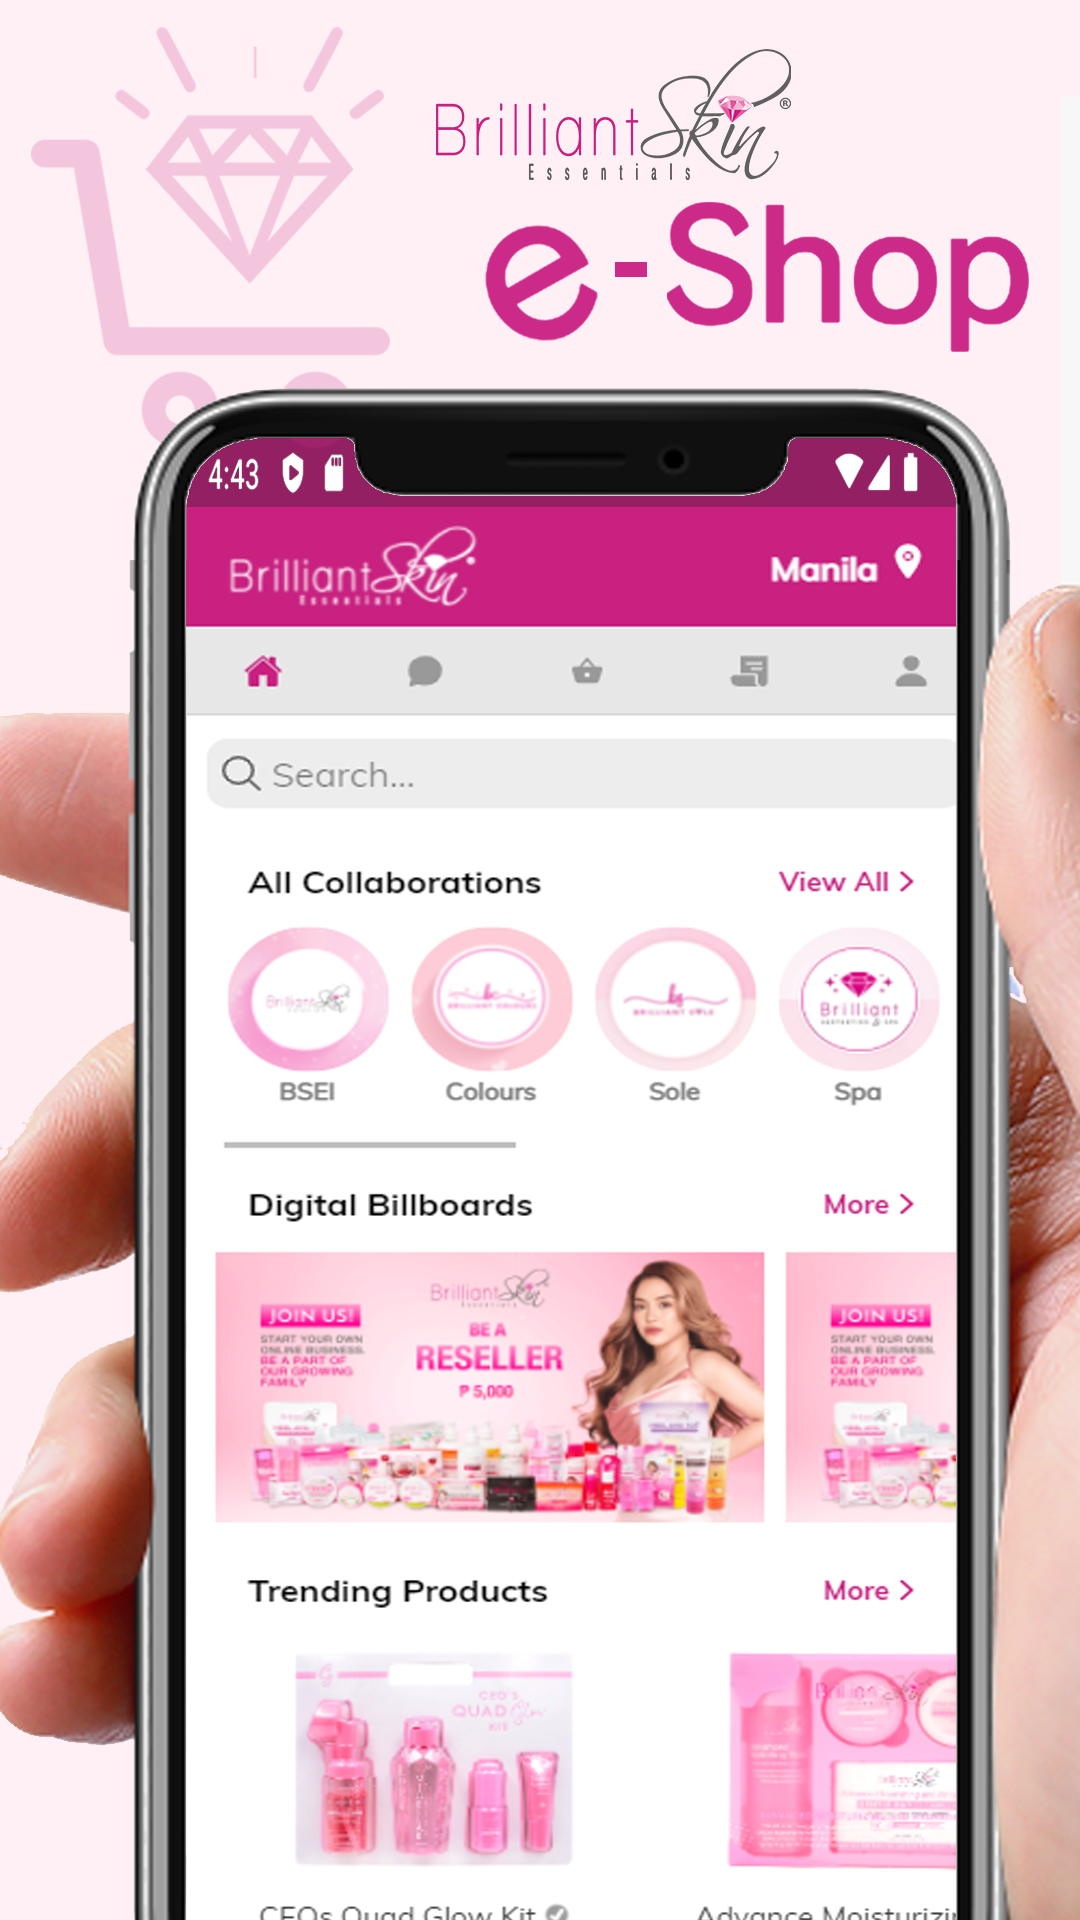 BrilliantSkin®
Essentials
e-Shop
4:43
BrilliantSkin
Essentials
Manila
Search...
All Collaborations
View All >
BrilliantSkin
Brilliant
BSEI
Colours
Sole
Spa
Digital Billboards
More >
BrilliantSkin
Essentials
JOIN US!
START YOUR OWN
ONLINE BUSINESS.
BE A PART OF
OUR GROWING
FAMILY
BE A
RESELLER
₱ 5,000
JOIN US!
START YOUR OWN
ONLINE BUSINESS.
BE A PART OF
OUR GROWING
FAMILY
Trending Products
More >
CEO'S
QUAD Glow
KIT
CEOs Quad Glow Kit
Advance Moisturizi